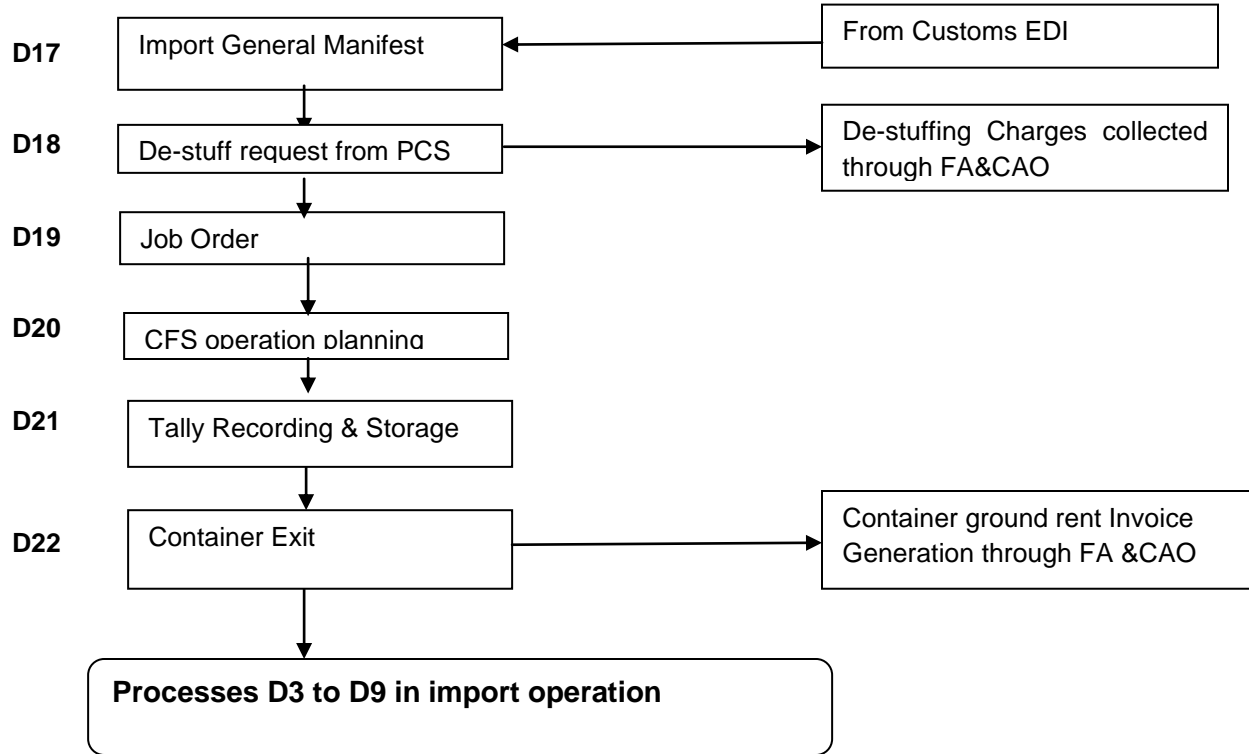 D17
Import General Manifest
From Customs EDI
D18
De-stuff request from PCS
De-stuffing Charges collected
through FA&CAO
D19
Job Order
D20
CFS operation planning
D21
Tally Recording & Storage
D22
Container Exit
Container ground rent Invoice
Generation through FA &CAO
Processes D3 to D9 in import operation